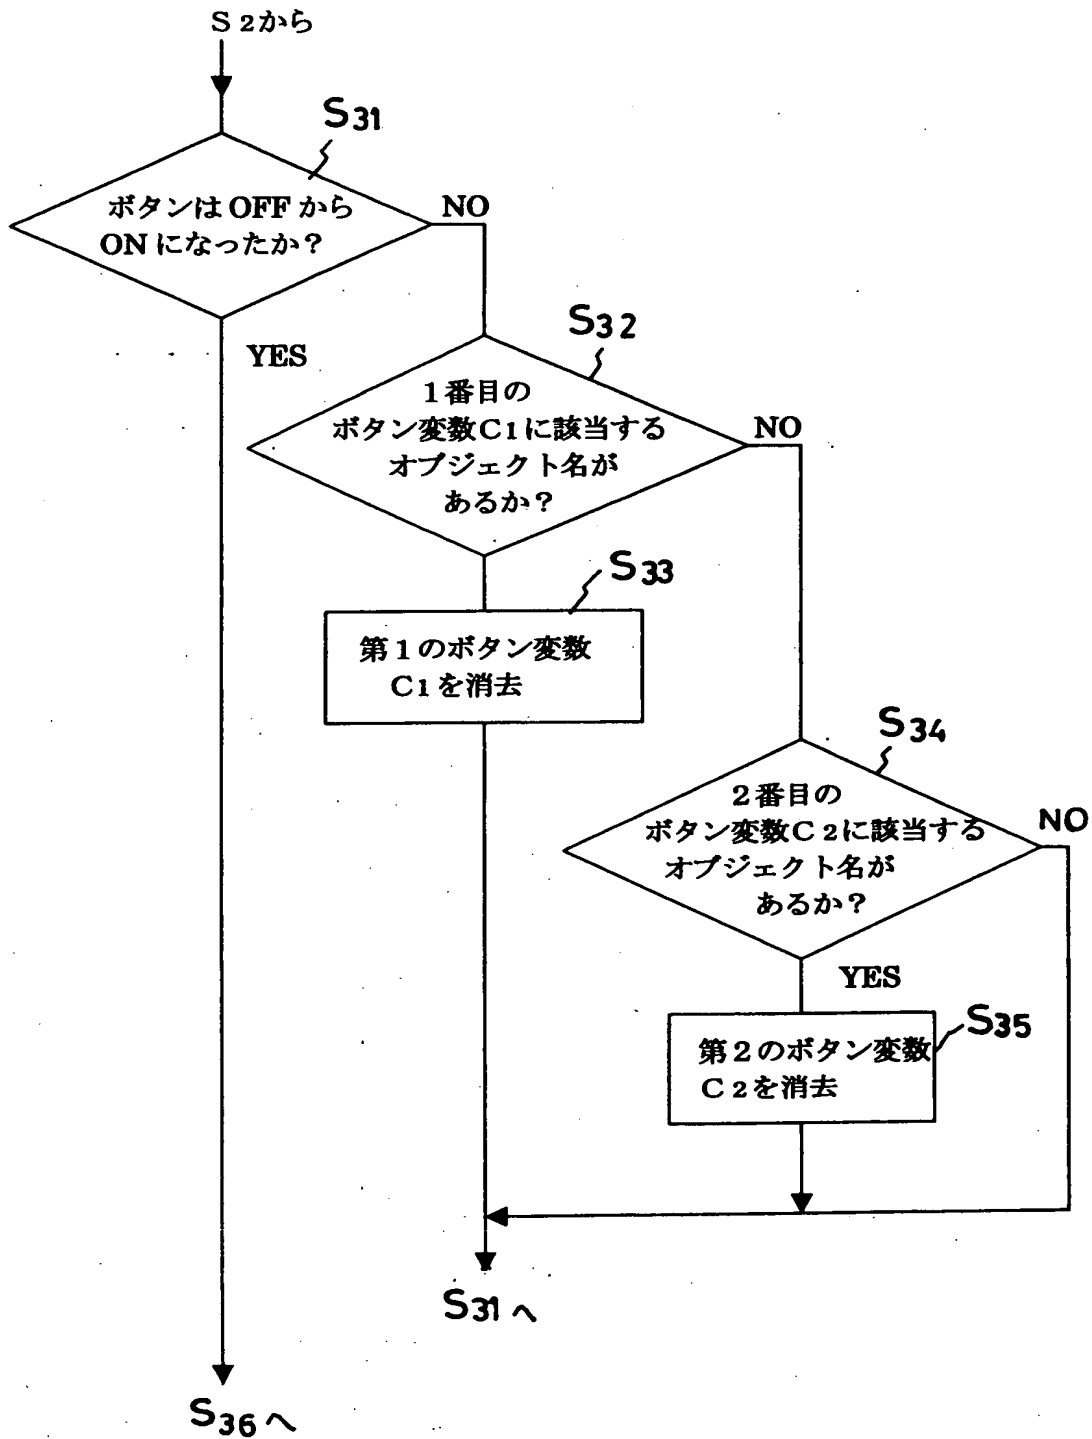 Ｓ２から
S31
ボタンはOFFから
ONになったか？
NO
YES
S32
１番目の
ボタン変数C1に該当する
オブジェクト名が
あるか？
NO
S33
第１のボタン変数
C1を消去
S34
２番目の
ボタン変数C2に該当する
オブジェクト名が
あるか？
NO
YES
S35
第２のボタン変数
C2を消去
S31へ
S36へ